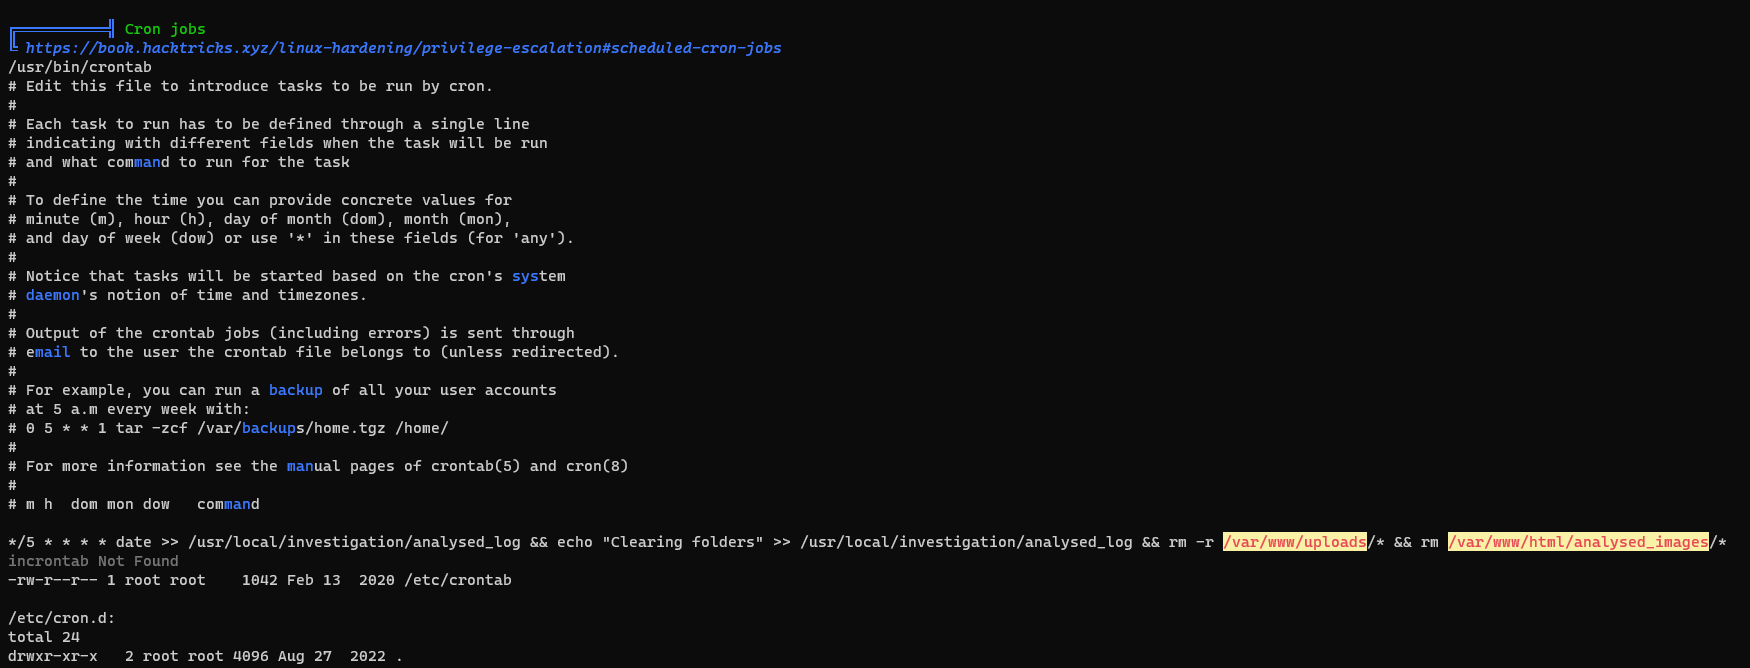 Cron jobs
https://book.hacktricks.xyz/linux-hardening/privilege-escalation#scheduled-cron-jobs
/usr/bin/crontab
# Edit this file to introduce tasks to be run by cron.
#
# Each task to run has to be defined through a single line
# indicating with different fields when the task will be run
# and what command to run for the task
#
# To define the time you can provide concrete values for
# minute (m), hour (h), day of month (dom), month (mon),
# and day of week (dow) or use '*' in these fields (for 'any').
#
# Notice that tasks will be started based on the cron's system
# daemon's notion of time and timezones.
#
# Output of the crontab jobs (including errors) is sent through
# email to the user the crontab file belongs to (unless redirected).
#
# For example, you can run a backup of all your user accounts
# at 5 a.m every week with:
# 0 5 * * 1 tar -zcf /var/backups/home.tgz /home/
#
# For more information see the manual pages of crontab(5) and cron(8)
#
# m h  dom mon dow   command

*/5 * * * * date >> /usr/local/investigation/analysed_log && echo "Clearing folders" >> /usr/local/investigation/analysed_log && rm -r /var/www/uploads/* && rm /var/www/html/analysed_images/*
incrontab Not Found
-rw-r--r-- 1 root root    1042 Feb 13  2020 /etc/crontab

/etc/cron.d:
total 24
drwxr-xr-x   2 root root 4096 Aug 27  2022 .